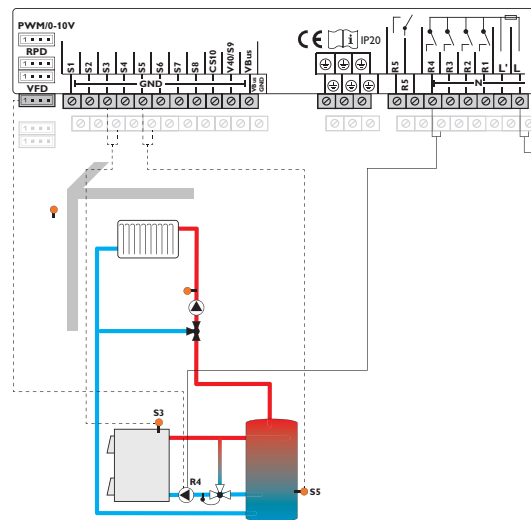 PWM/0-10V
RPD
VFD
S1
S2
S3
S4
S5
S6
S7
S8
CS10
V40/S9
VBus
GND
VBus
GND
CE
i
IP20
R5
R5
R4
R3
R2
R1
L'
L
N
S3
R4
S5